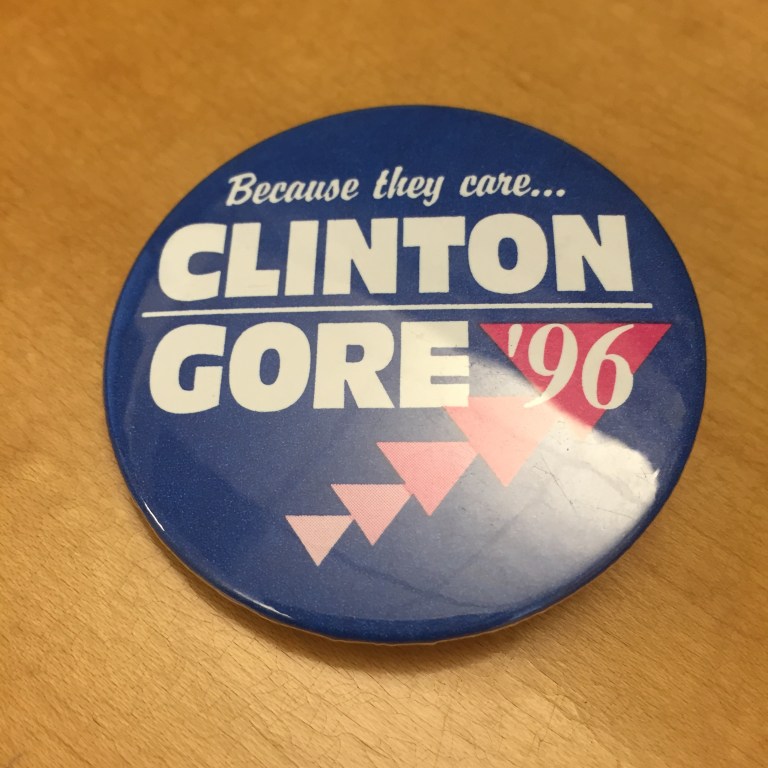 Because they care...
CLINTON
GORE '96